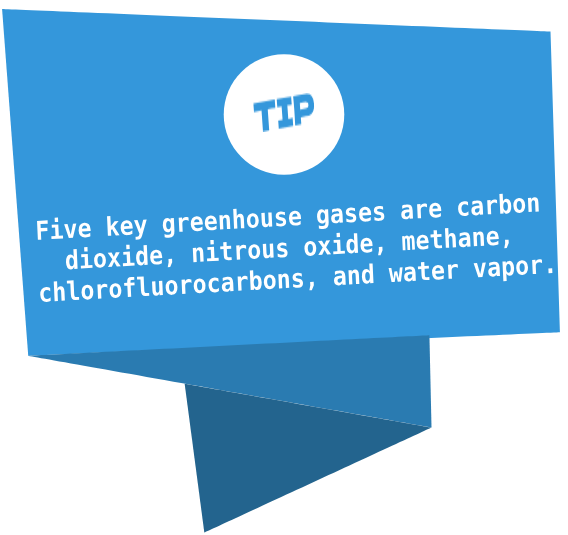 TIP
Five key greenhouse gases are carbon
dioxide, nitrous oxide, methane,
chlorofluorocarbons, and water vapor.